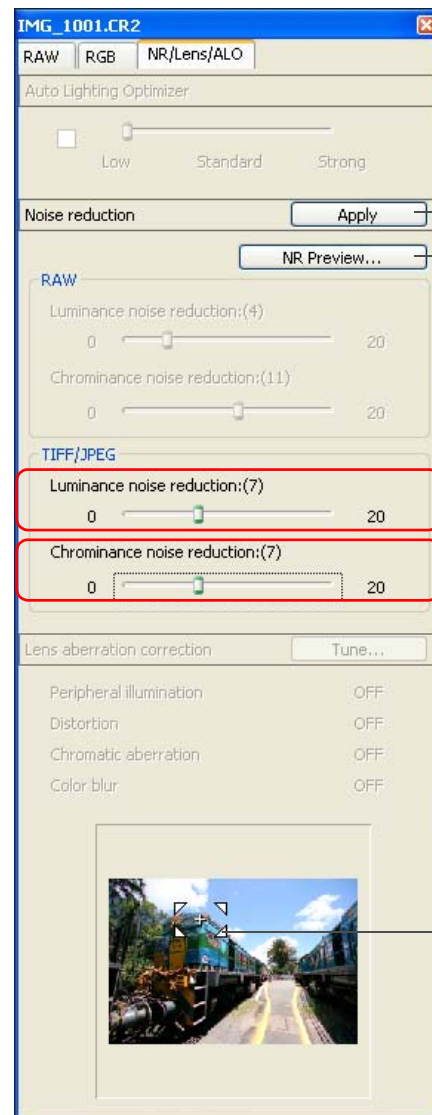 IMG_1001.CR2
RAW RGB NR/Lens/ALO
Auto Lighting Optimizer
Low Standard Strong
Noise reduction Apply
NR Preview...
RAW
Luminance noise reduction:(4)
0 20
Chrominance noise reduction:(11)
0 20
TIFF/JPEG
Luminance noise reduction:(7)
0 20
Chrominance noise reduction:(7)
0 20
Lens aberration correction Tune...
Peripheral illumination OFF
Distortion OFF
Chromatic aberration OFF
Color blur OFF